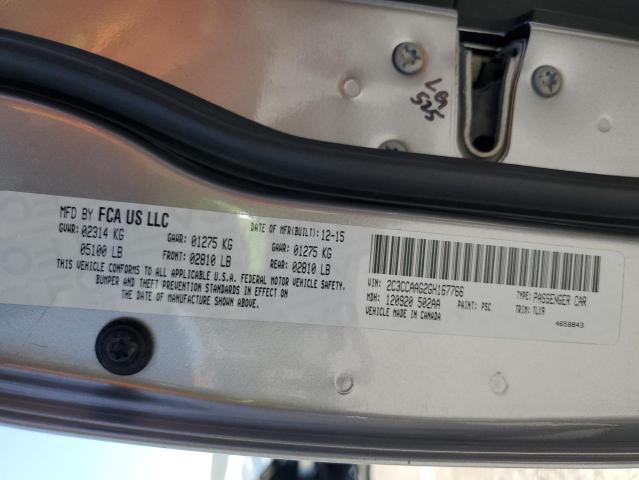 LG
525
MFD BY FCA US LLC DATE OF MFR(BUILT):12-15
GVWR: 02314 KG GAWR: 01275 KG GAWR: 01275 KG
05100 LB FRONT: 02810 LB REAR: 02810 LB
THIS VEHICLE CONFORMS TO ALL APPLICABLE U.S.A. FEDERAL MOTOR VEHICLE SAFETY,
BUMPER AND THEFT PREVENTION STANDARDS IN EFFECT ON
THE DATE OF MANUFACTURE SHOWN ABOVE.
VIN: 2C3CCAAG2GH167766 TYPE: PASSENGER CAR
MDH: 120920 502AA PAINT: PSC TRIM: TLX9
VEHICLE MADE IN CANADA 4658843